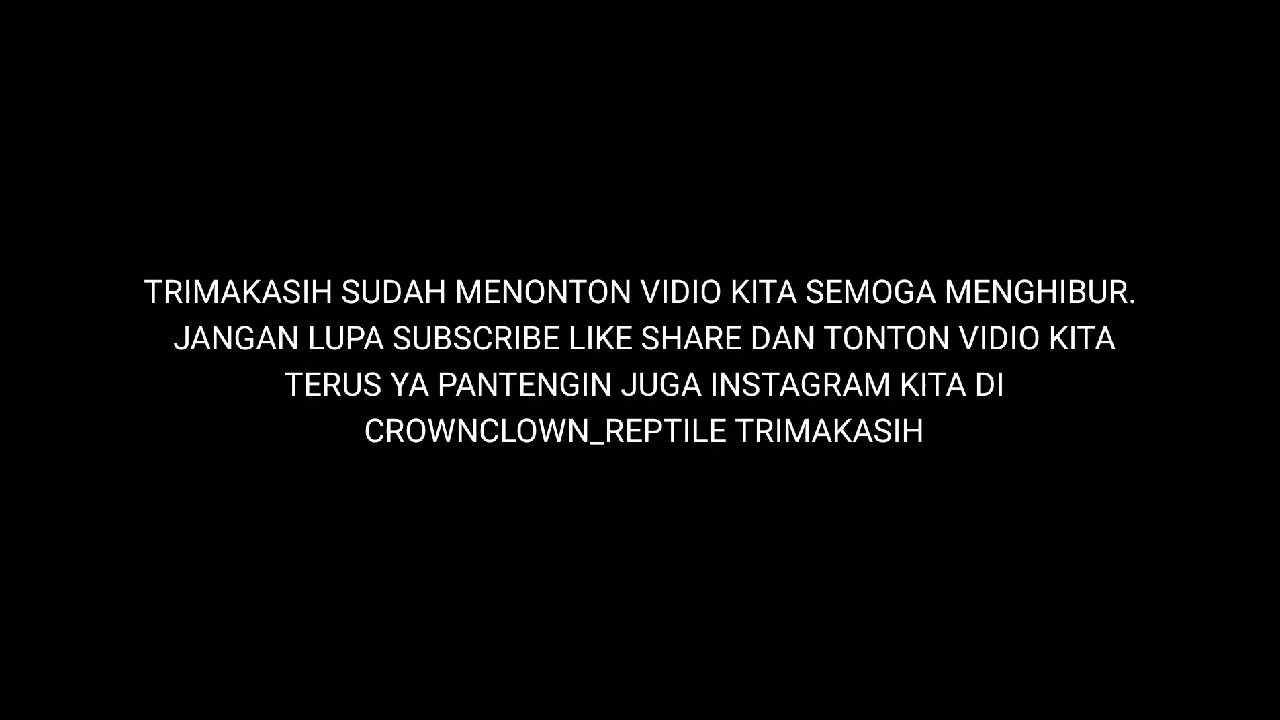 TRIMAKASIH SUDAH MENONTON VIDIO KITA SEMOGA MENGHIBUR.
JANGAN LUPA SUBSCRIBE LIKE SHARE DAN TONTON VIDIO KITA
TERUS YA PANTENGIN JUGA INSTAGRAM KITA DI
CROWNCLOWN_REPTILE TRIMAKASIH